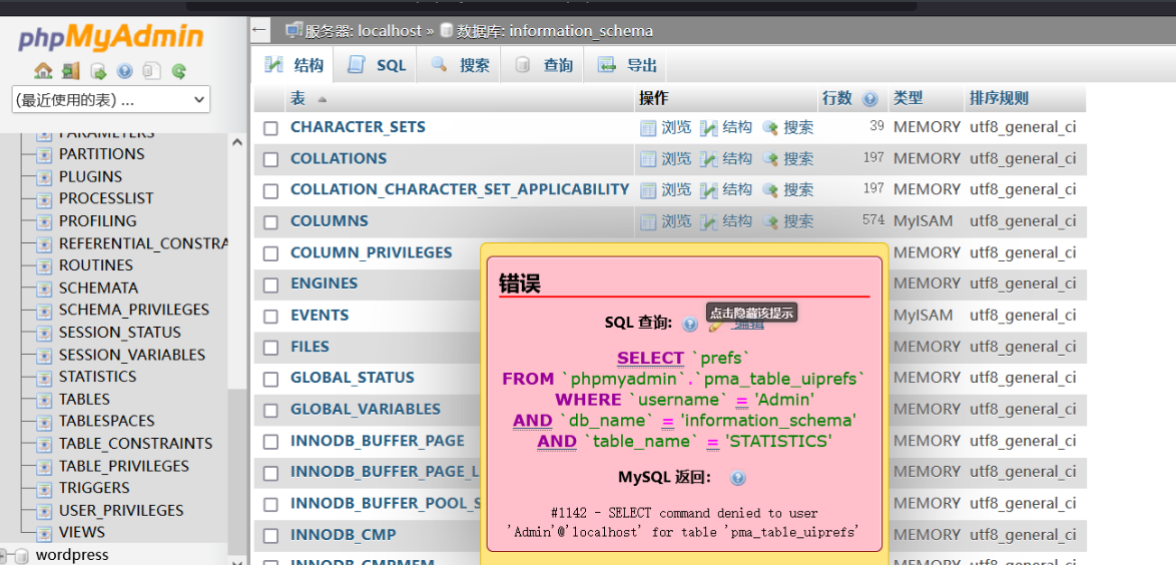 phpMyAdmin
(最近使用的表) ...
PARAMETERS
PARTITIONS
PLUGINS
PROCESSLIST
PROFILING
REFERENTIAL_CONSTRA
ROUTINES
SCHEMATA
SCHEMA_PRIVILEGES
SESSION_STATUS
SESSION_VARIABLES
STATISTICS
TABLES
TABLESPACES
TABLE_CONSTRAINTS
TABLE_PRIVILEGES
TRIGGERS
USER_PRIVILEGES
VIEWS
wordpress
服务器: localhost » 数据库: information_schema
结构 SQL 搜索 查询 导出
表 操作 行数 类型 排序规则
CHARACTER_SETS 浏览 结构 搜索 39 MEMORY utf8_general_ci
COLLATIONS 浏览 结构 搜索 197 MEMORY utf8_general_ci
COLLATION_CHARACTER_SET_APPLICABILITY 浏览 结构 搜索 197 MEMORY utf8_general_ci
COLUMNS 浏览 结构 搜索 574 MyISAM utf8_general_ci
COLUMN_PRIVILEGES MEMORY utf8_general_ci
ENGINES MEMORY utf8_general_ci
EVENTS MyISAM utf8_general_ci
FILES MEMORY utf8_general_ci
GLOBAL_STATUS MEMORY utf8_general_ci
GLOBAL_VARIABLES MEMORY utf8_general_ci
INNODB_BUFFER_PAGE MEMORY utf8_general_ci
INNODB_BUFFER_PAGE_L MEMORY utf8_general_ci
INNODB_BUFFER_POOL_S MEMORY utf8_general_ci
INNODB_CMP MEMORY utf8_general_ci
INNODB_CMPMEM MEMORY utf8_general_ci
错误
点击隐藏该提示
SQL 查询: 编辑
SELECT `prefs`
FROM `phpmyadmin`.`pma_table_uiprefs`
WHERE `username` = 'Admin'
AND `db_name` = 'information_schema'
AND `table_name` = 'STATISTICS'
MySQL 返回:
#1142 - SELECT command denied to user
'Admin'@'localhost' for table 'pma_table_uiprefs'